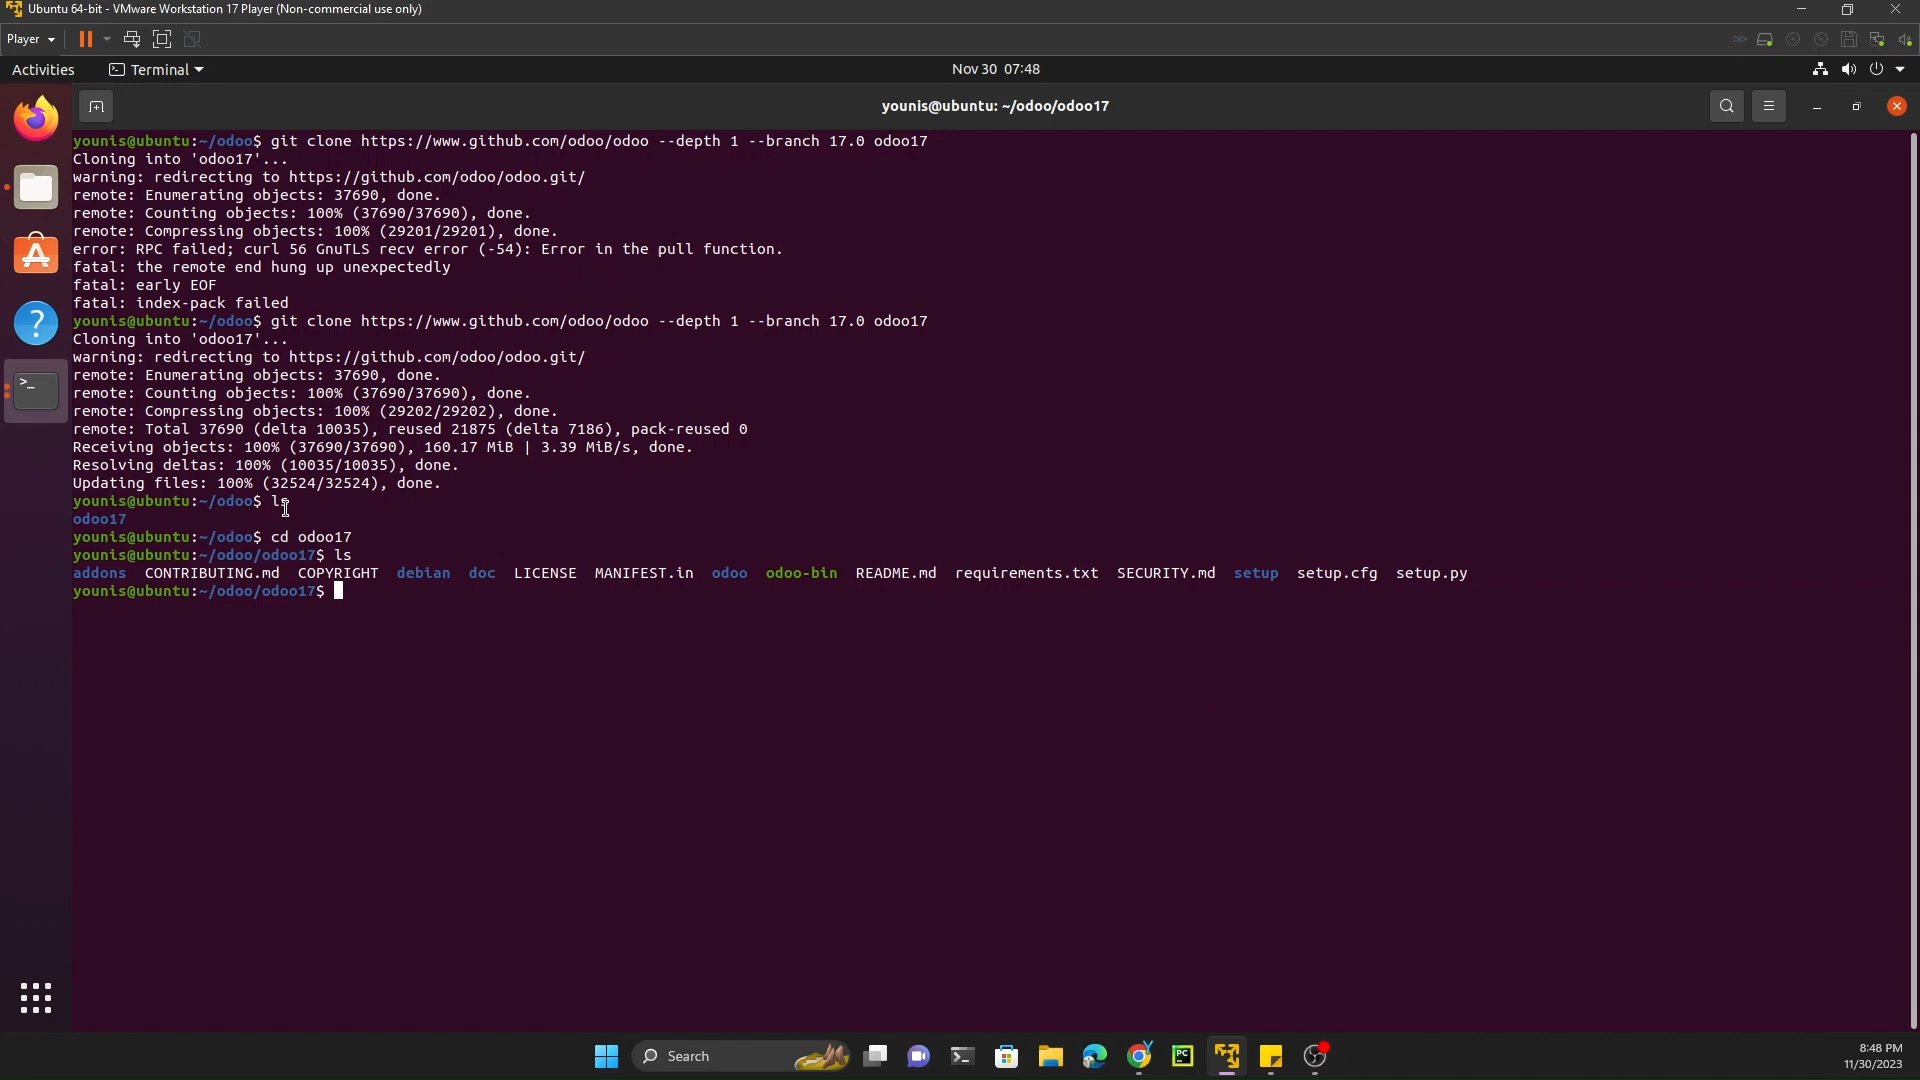 Ubuntu 64-bit - VMware Workstation 17 Player (Non-commercial use only)
Player
Activities
Terminal
Nov 30 07:48
younis@ubuntu: ~/odoo/odoo17
younis@ubuntu:~/odoo$ git clone https://www.github.com/odoo/odoo --depth 1 --branch 17.0 odoo17
Cloning into 'odoo17'...
warning: redirecting to https://github.com/odoo/odoo.git/
remote: Enumerating objects: 37690, done.
remote: Counting objects: 100% (37690/37690), done.
remote: Compressing objects: 100% (29201/29201), done.
error: RPC failed; curl 56 GnuTLS recv error (-54): Error in the pull function.
fatal: the remote end hung up unexpectedly
fatal: early EOF
fatal: index-pack failed
younis@ubuntu:~/odoo$ git clone https://www.github.com/odoo/odoo --depth 1 --branch 17.0 odoo17
Cloning into 'odoo17'...
warning: redirecting to https://github.com/odoo/odoo.git/
remote: Enumerating objects: 37690, done.
remote: Counting objects: 100% (37690/37690), done.
remote: Compressing objects: 100% (29202/29202), done.
remote: Total 37690 (delta 10035), reused 21875 (delta 7186), pack-reused 0
Receiving objects: 100% (37690/37690), 160.17 MiB | 3.39 MiB/s, done.
Resolving deltas: 100% (10035/10035), done.
Updating files: 100% (32524/32524), done.
younis@ubuntu:~/odoo$ ls
odoo17
younis@ubuntu:~/odoo$ cd odoo17
younis@ubuntu:~/odoo/odoo17$ ls
addons CONTRIBUTING.md COPYRIGHT debian doc LICENSE MANIFEST.in odoo odoo-bin README.md requirements.txt SECURITY.md setup setup.cfg setup.py
younis@ubuntu:~/odoo/odoo17$
Search
PC
8:48 PM
11/30/2023